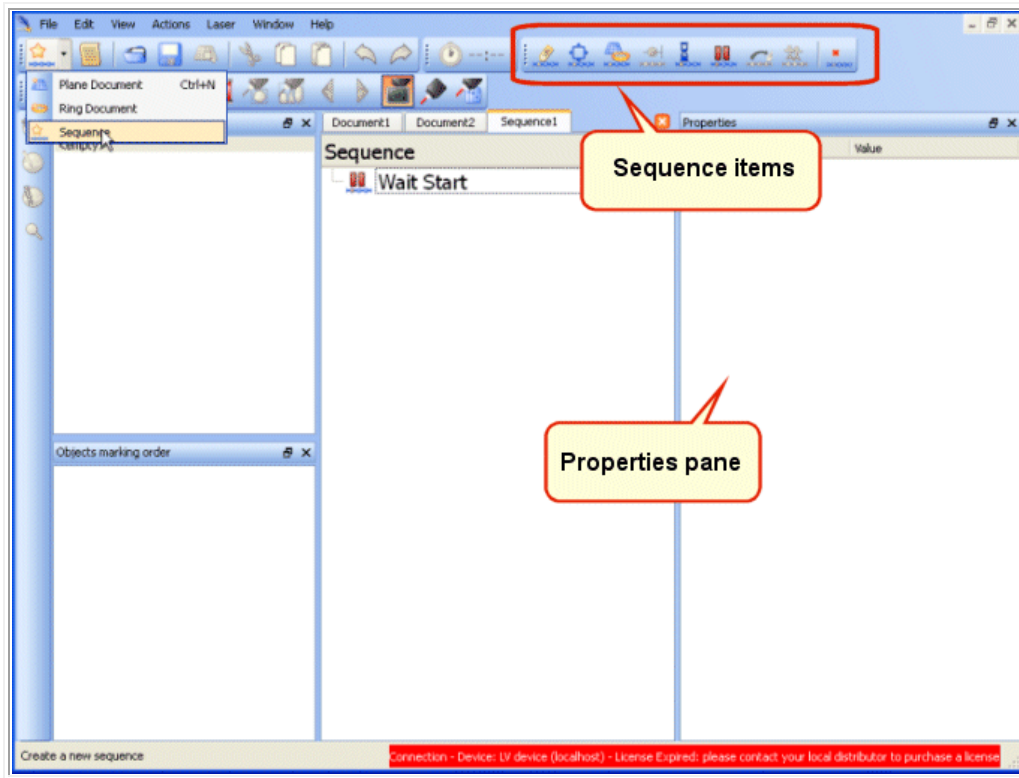 File Edit View Actions Laser Window Help
--:--
Plane Document Ctrl+N
Ring Document
Sequence
Document1 Document2 Sequence1
Properties
Sequence
Value
Wait Start
Sequence items
Objects marking order
Properties pane
Create a new sequence
Connection - Device: LV device (localhost) - License Expired: please contact your local distributor to purchase a license